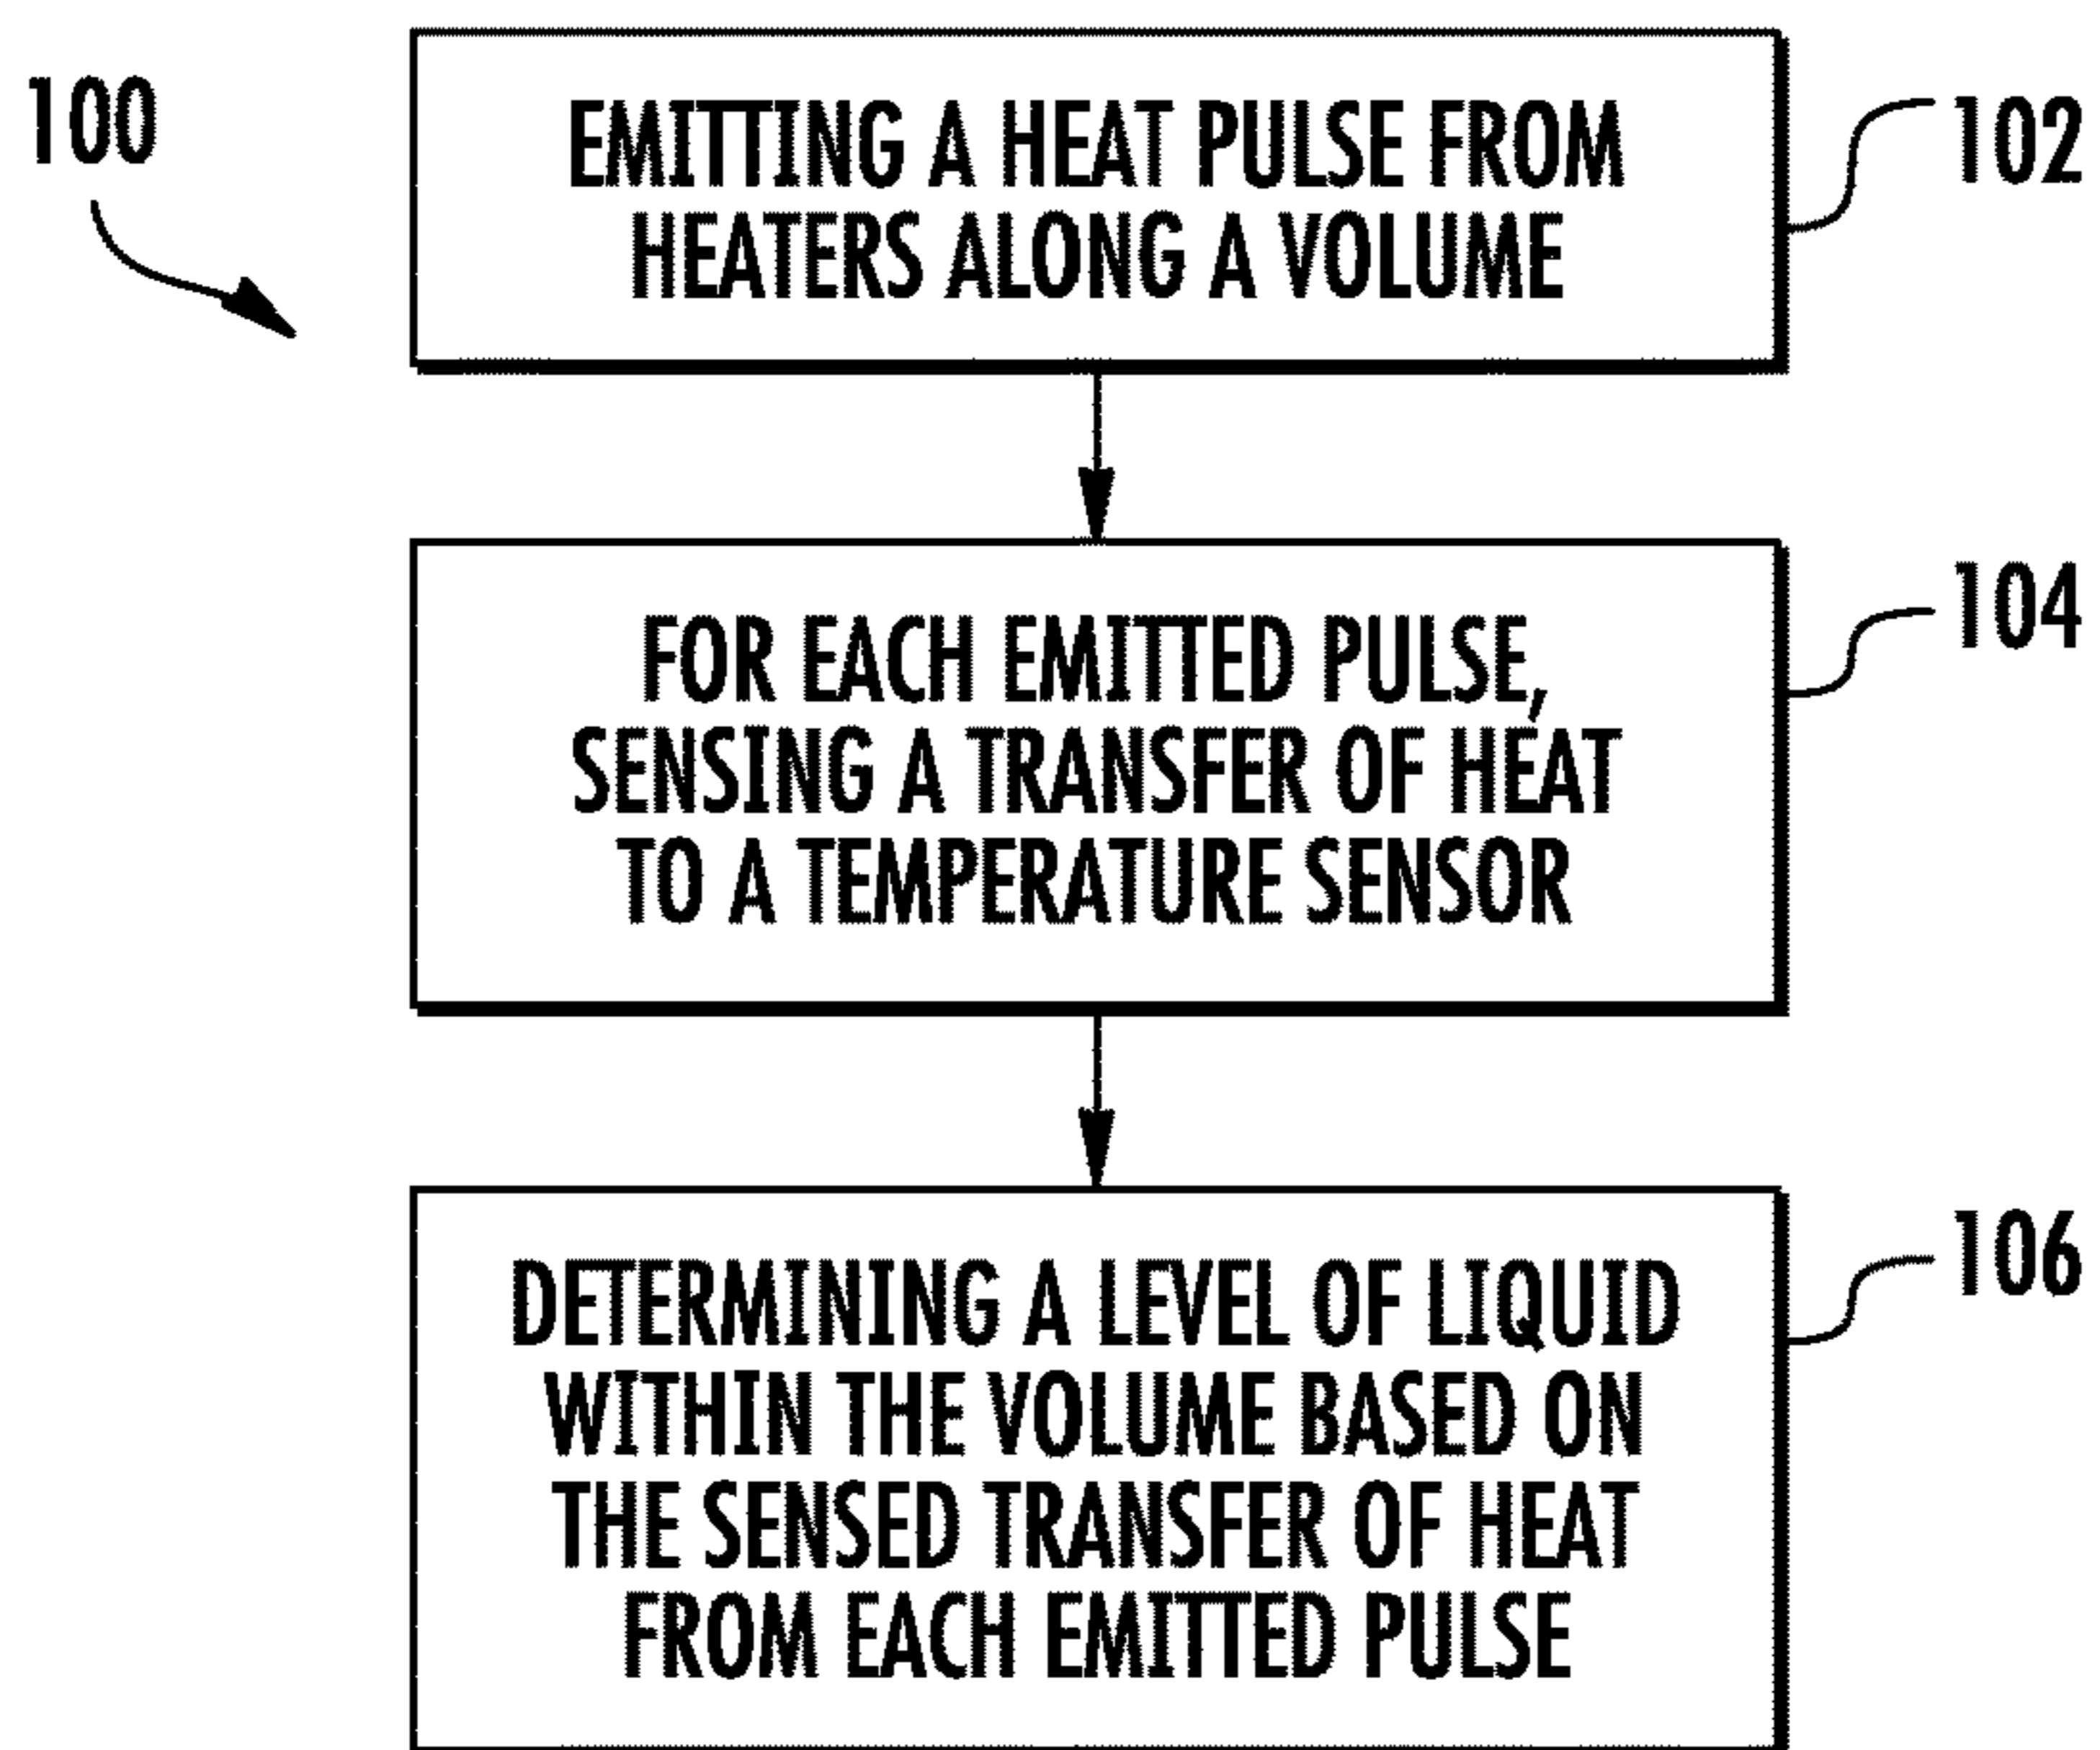 100
EMITTING A HEAT PULSE FROM
HEATERS ALONG A VOLUME
102
FOR EACH EMITTED PULSE,
SENSING A TRANSFER OF HEAT
TO A TEMPERATURE SENSOR
104
DETERMINING A LEVEL OF LIQUID
WITHIN THE VOLUME BASED ON
THE SENSED TRANSFER OF HEAT
FROM EACH EMITTED PULSE
106